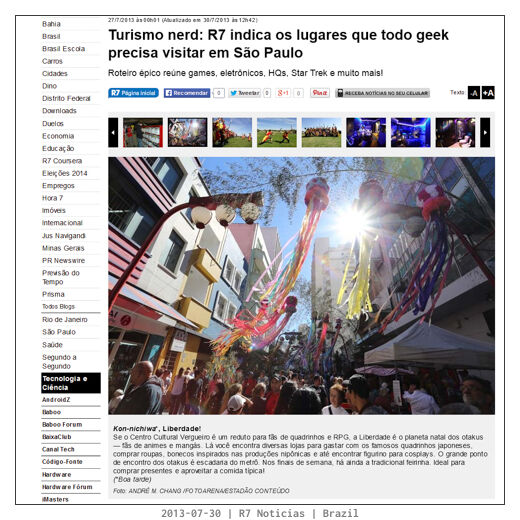 27/7/2013 às 00h01 (Atualizado em 30/7/2013 às 12h42)
Turismo nerd: R7 indica os lugares que todo geek
precisa visitar em São Paulo
Roteiro épico reúne games, eletrônicos, HQs, Star Trek e muito mais!
R7 Página inicial
Recomendar 0
Tweetar 0
g+1 0
Pinit
RECEBA NOTÍCIAS NO SEU CELULAR
Texto: -A +A
Bahia
Brasil
Brasil Escola
Carros
Cidades
Dino
Distrito Federal
Downloads
Duelos
Economia
Educação
R7 Coursera
Eleições 2014
Empregos
Hora 7
Imóveis
Internacional
Jus Navigandi
Minas Gerais
PR Newswire
Previsão do
Tempo
Prisma
Todos Blogs
Rio de Janeiro
São Paulo
Saúde
Segundo a
Segundo
Tecnologia e
Ciência
AndroidZ
Baboo
Baboo Forum
BaixaClub
Canal Tech
Código-Fonte
Hardware
Hardware Fórum
iMasters
Kon-nichiwa*, Liberdade!
Se o Centro Cultural Vergueiro é um reduto para fãs de quadrinhos e RPG, a Liberdade é o planeta natal dos otakus
— fãs de animes e mangás. Lá você encontra diversas lojas para gastar com os famosos quadrinhos japoneses,
comprar roupas, bonecos inspirados nas produções nipônicas e até encontrar figurino para cosplays. O grande ponto
de encontro dos otakus é escadaria do metrô. Nos finais de semana, há ainda a tradicional feirinha. Ideal para
comprar presentes e aproveitar a comida típica!
(*Boa tarde)
Foto: ANDRÉ M. CHANG /FOTOARENA/ESTADÃO CONTEÚDO
2013-07-30 | R7 Notícias | Brazil